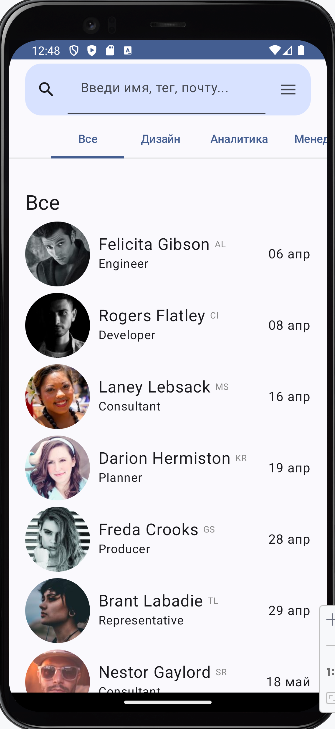 12:48
Введи имя, тег, почту...
Все Дизайн Аналитика Менед
Все
Felicita Gibson AL
Engineer
06 апр
Rogers Flatley CI
Developer
08 апр
Laney Lebsack MS
Consultant
16 апр
Darion Hermiston KR
Planner
19 апр
Freda Crooks GS
Producer
28 апр
Brant Labadie TL
Representative
29 апр
Nestor Gaylord SR
Consultant
18 май
1: